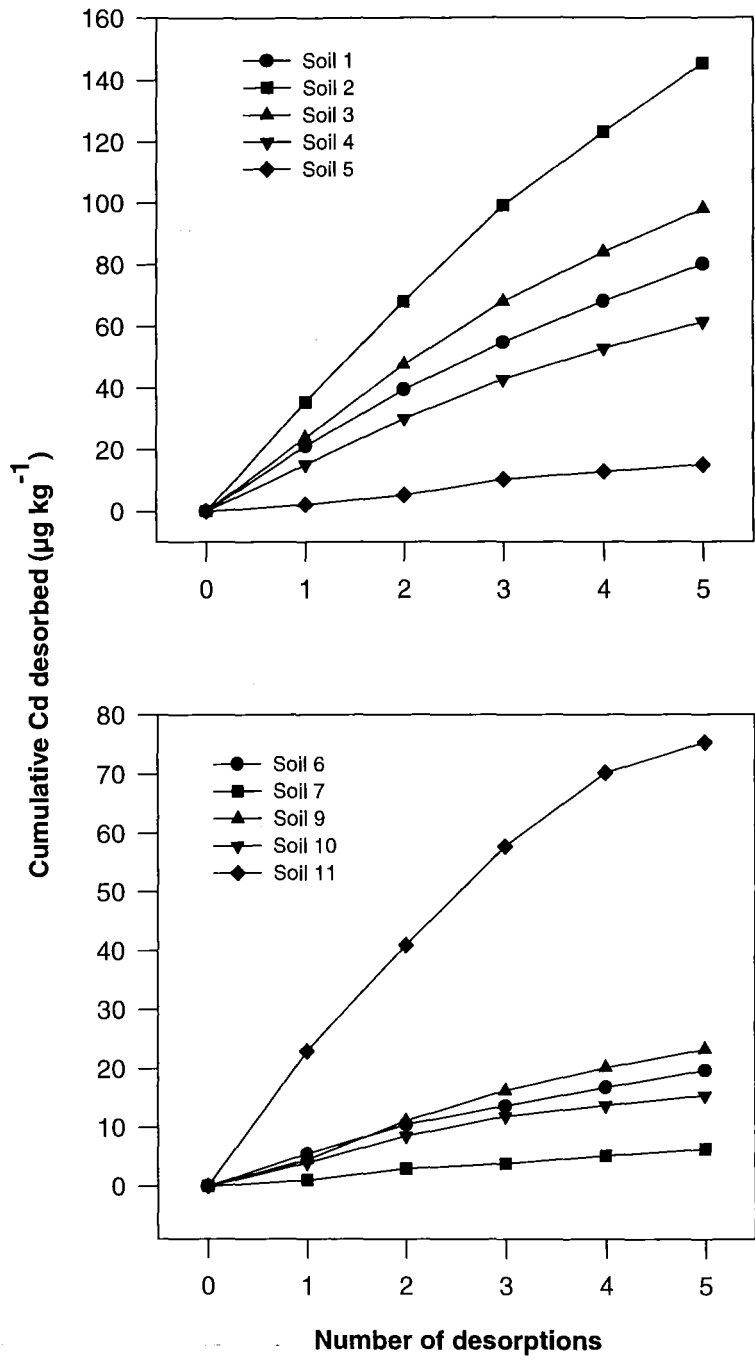 Cumulative Cd desorbed (µg kg⁻¹)
160
140
120
100
80
60
40
20
0
Soil 1
Soil 2
Soil 3
Soil 4
Soil 5
0 1 2 3 4 5
80
70
60
50
40
30
20
10
0
Soil 6
Soil 7
Soil 9
Soil 10
Soil 11
0 1 2 3 4 5
Number of desorptions